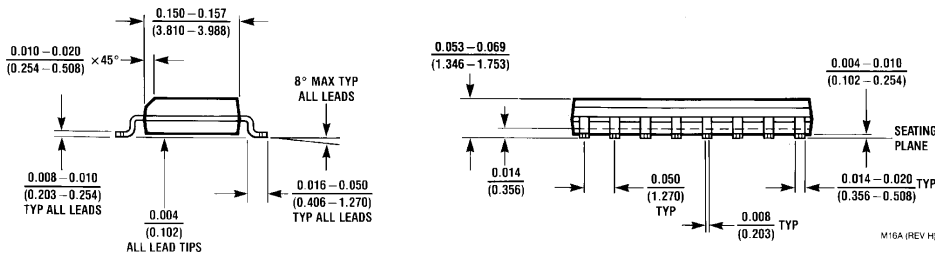 0.150 – 0.157
(3.810 – 3.988)
0.010 – 0.020
(0.254 – 0.508)
×45°
8° MAX TYP
ALL LEADS
0.008 – 0.010
(0.203 – 0.254)
TYP ALL LEADS
0.004
(0.102)
ALL LEAD TIPS
0.016 – 0.050
(0.406 – 1.270)
TYP ALL LEADS
0.053 – 0.069
(1.346 – 1.753)
0.004 – 0.010
(0.102 – 0.254)
SEATING
PLANE
0.014
(0.356)
0.050
(1.270)
TYP
0.008
(0.203)
TYP
0.014 – 0.020
(0.356 – 0.508)
TYP
M16A (REV H)